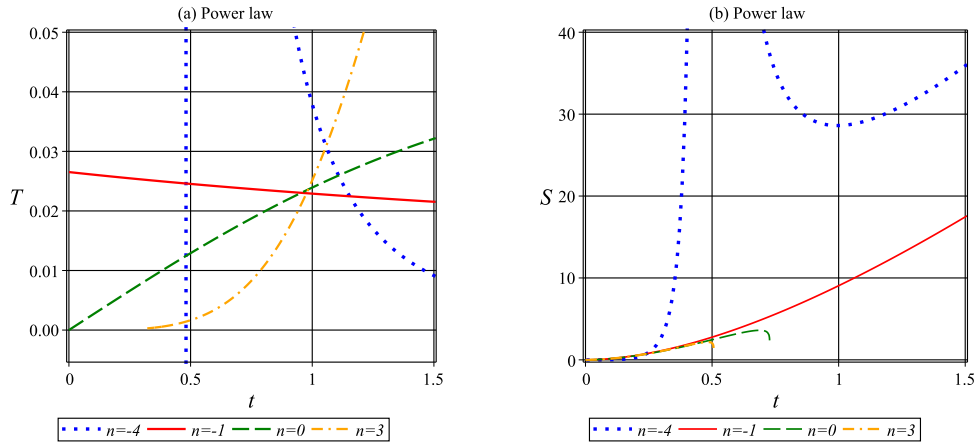 (a) Power law
0.05
0.04
0.03
T
0.02
0.01
0.00
0 0.5 1 1.5
t
n=-4 n=-1 n=0 n=3
(b) Power law
40
30
S 20
10
0
0 0.5 1 1.5
t
n=-4 n=-1 n=0 n=3